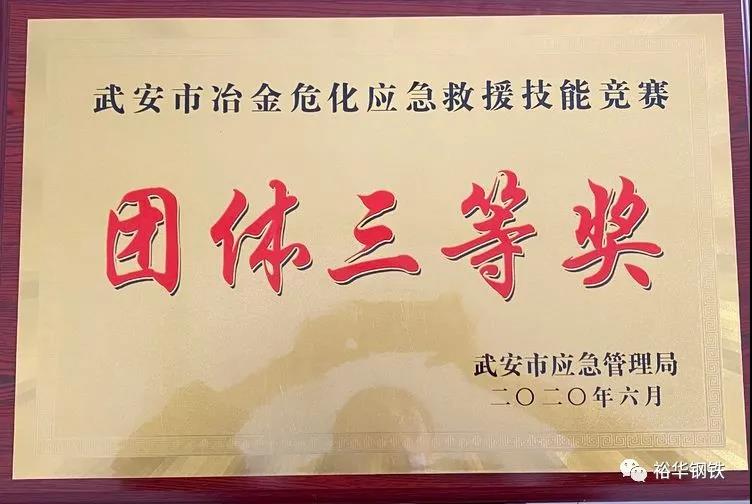 武安市冶金危化应急救援技能竞赛
团体三等奖
武安市应急管理局
二〇二〇年六月
裕华钢铁